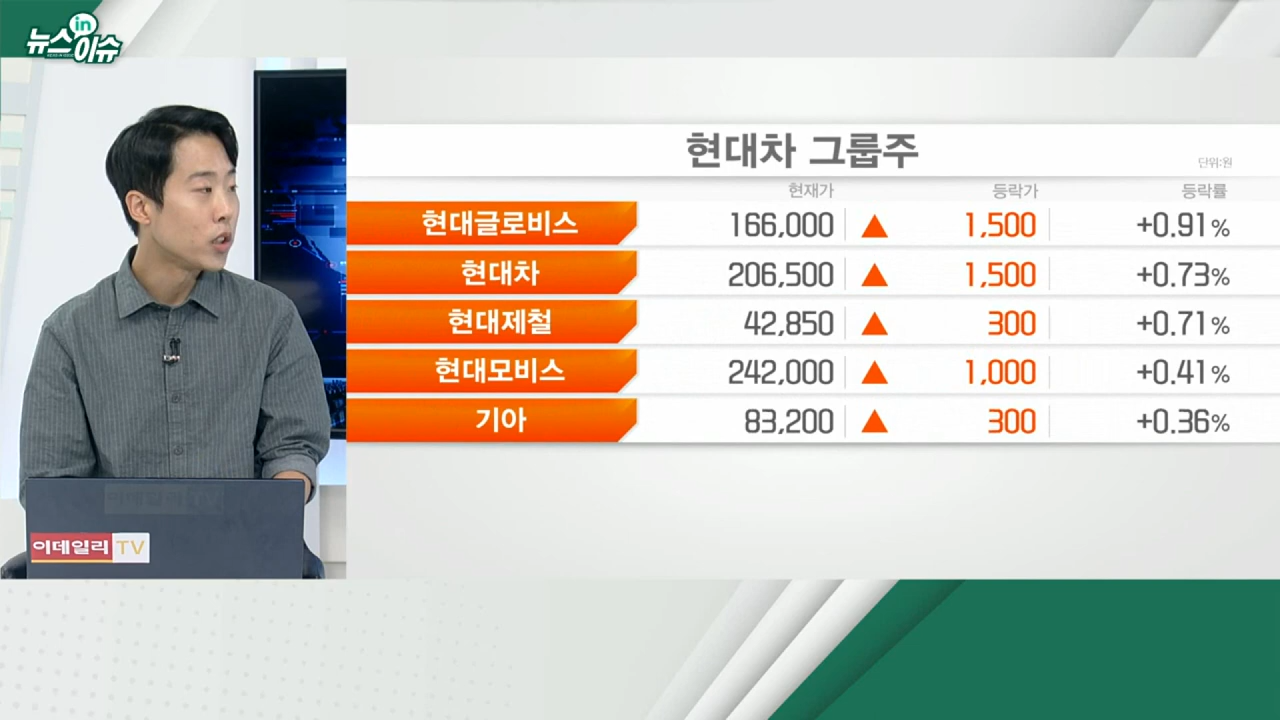 뉴스in이슈
현대차 그룹주
단위:원
현재가 등락가 등락률
현대글로비스 166,000 ▲ 1,500 +0.91%
현대차 206,500 ▲ 1,500 +0.73%
현대제철 42,850 ▲ 300 +0.71%
현대모비스 242,000 ▲ 1,000 +0.41%
기아 83,200 ▲ 300 +0.36%
이데일리TV